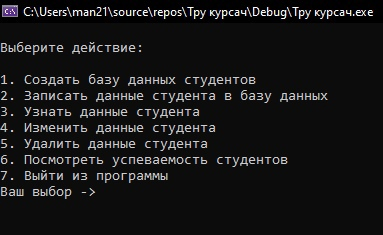 C:\Users\man21\source\repos\Тру курсач\Debug\Тру курсач.exe
Выберите действие:
1. Создать базу данных студентов
2. Записать данные студента в базу данных
3. Узнать данные студента
4. Изменить данные студента
5. Удалить данные студента
6. Посмотреть успеваемость студентов
7. Выйти из программы
Ваш выбор ->